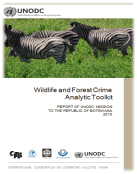 UNODC
Wildlife and Forest Crime
Analytic Toolkit
REPORT OF UNODC MISSION
TO THE REPUBLIC OF BOTSWANA
2015
UNODC
INTERNATIONAL CONSORTIUM ON COMBATING WILDLIFE CRIME